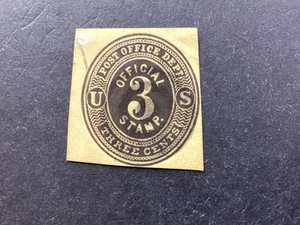 POST OFFICE DEPT.
OFFICIAL
U 3 S
STAMP.
THREE CENTS